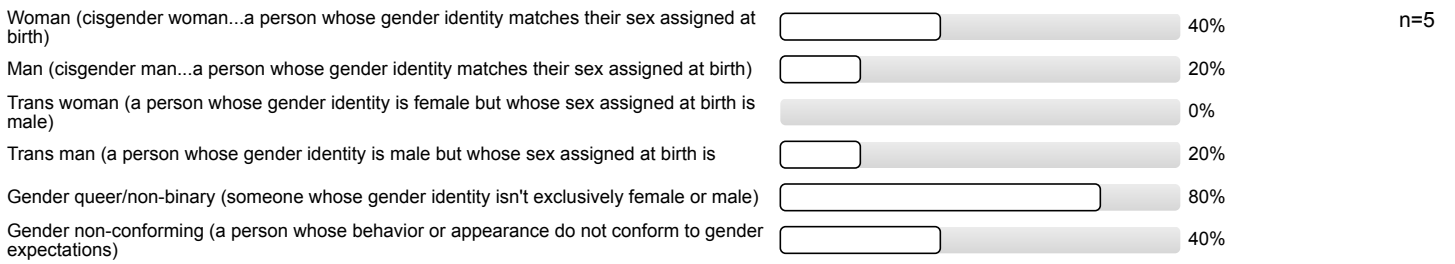 Woman (cisgender woman...a person whose gender identity matches their sex assigned at
birth)
40%
n=5
Man (cisgender man...a person whose gender identity matches their sex assigned at birth)
20%
Trans woman (a person whose gender identity is female but whose sex assigned at birth is
male)
0%
Trans man (a person whose gender identity is male but whose sex assigned at birth is
20%
Gender queer/non-binary (someone whose gender identity isn't exclusively female or male)
80%
Gender non-conforming (a person whose behavior or appearance do not conform to gender
expectations)
40%